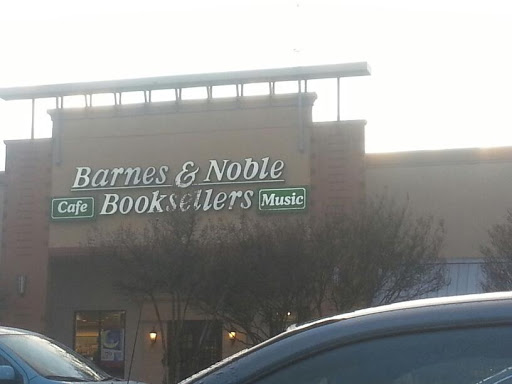 Barnes & Noble
Cafe Booksellers Music